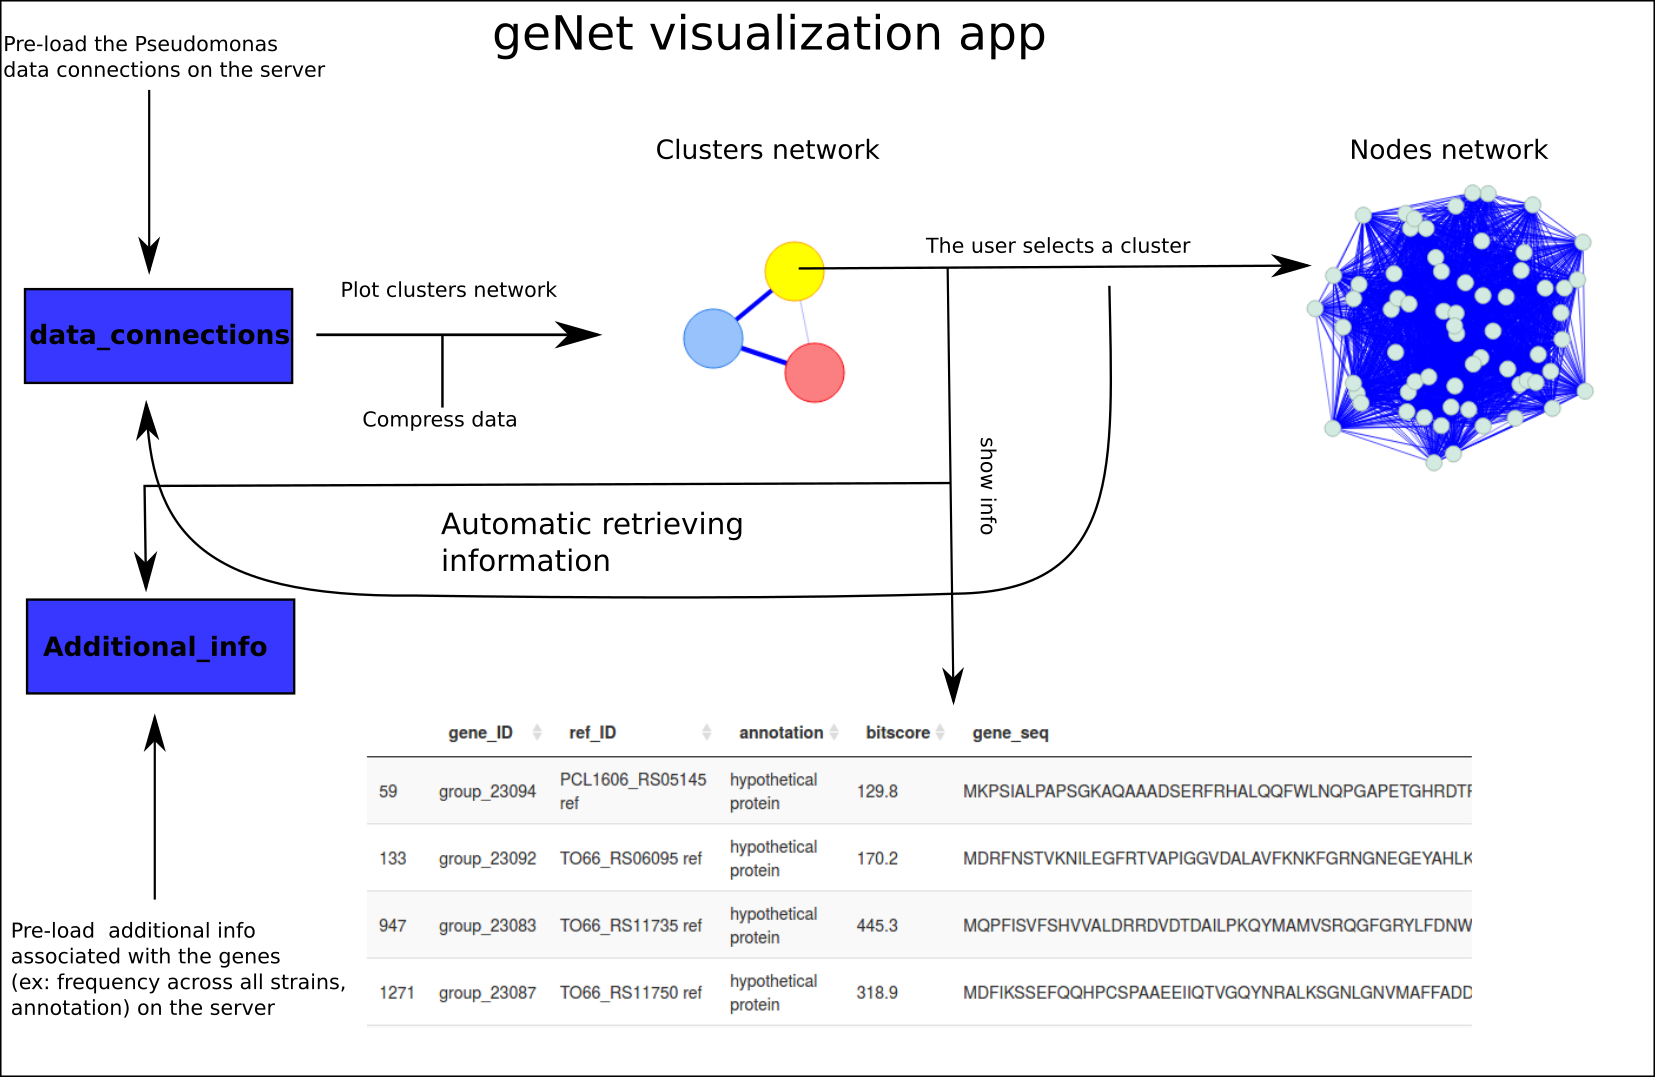 geNet visualization app
Pre-load the Pseudomonas
data connections on the server
Clusters network
Nodes network
The user selects a cluster
Plot clusters network
data_connections
Compress data
show info
Automatic retrieving
information
Additional_info
gene_ID ref_ID annotation bitscore gene_seq
59 group_23094 PCL1606_RS05145 ref hypothetical protein 129.8 MKPSIALPAPSGKAQAAADSERFRHALQQFWLNQPGAPETGHRDTF
133 group_23092 TO66_RS06095 ref hypothetical protein 170.2 MDRFNSTVKNILEGFRTVAPIGGVDALAVFKNKFGRNGNEGEYAHLK
947 group_23083 TO66_RS11735 ref hypothetical protein 445.3 MQPFISVFSHVVALDRRDVDTDAILPKQYMAMVSRQGFGRYLFDNW
1271 group_23087 TO66_RS11750 ref hypothetical protein 318.9 MDFIKSSEFQQHPCSPAAEEIIQTVGQYNRALKSGNLGNVMAFFADD
Pre-load  additional info
associated with the genes
(ex: frequency across all strains,
annotation) on the server